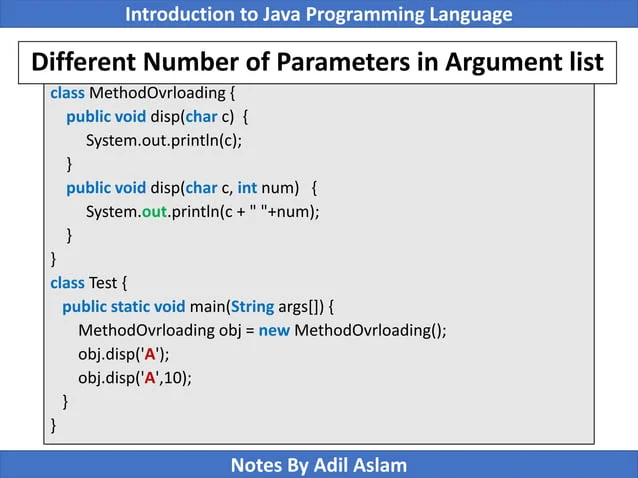 Introduction to Java Programming Language
Different Number of Parameters in Argument list
class MethodOvrloading {
public void disp(char c)  {
System.out.println(c);
}
public void disp(char c, int num)   {
System.out.println(c + " "+num);
}
}
class Test {
public static void main(String args[]) {
MethodOvrloading obj = new MethodOvrloading();
obj.disp('A');
obj.disp('A',10);
}
}
Notes By Adil Aslam